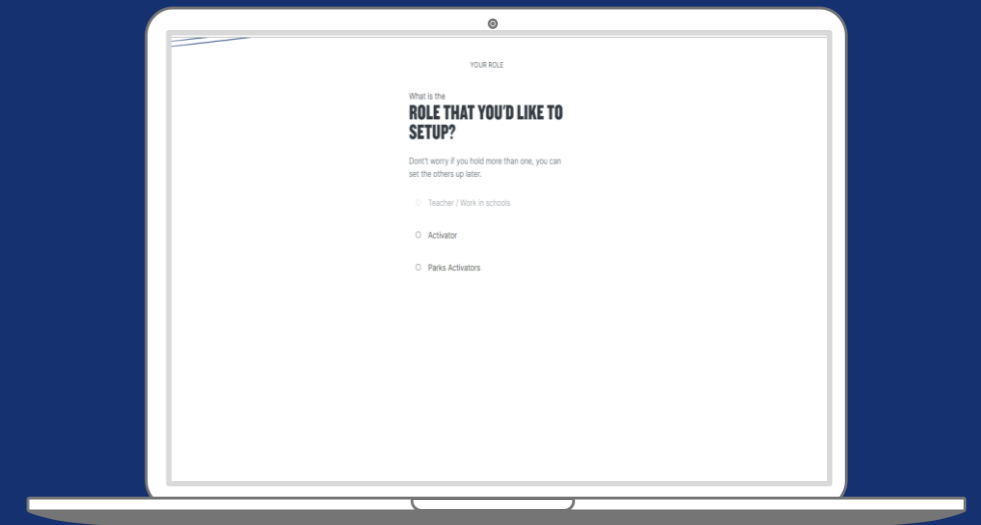 YOUR ROLE
What is the
ROLE THAT YOU'D LIKE TO
SETUP?
Dont't worry if you hold more than one, you can
set the others up later.
Teacher / Work in schools
Activator
Parks Activators